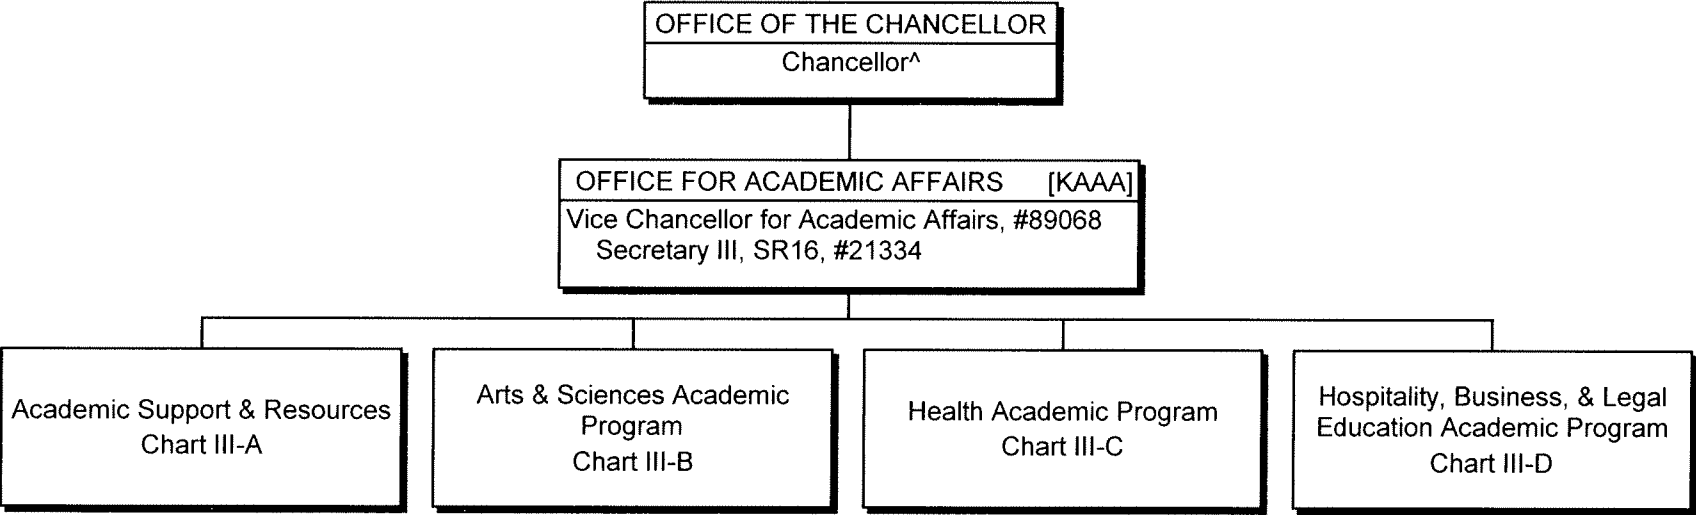 OFFICE OF THE CHANCELLOR
Chancellor^
OFFICE FOR ACADEMIC AFFAIRS [KAAA]
Vice Chancellor for Academic Affairs, #89068
Secretary III, SR16, #21334
Academic Support & Resources
Chart III-A
Arts & Sciences Academic
Program
Chart III-B
Health Academic Program
Chart III-C
Hospitality, Business, & Legal
Education Academic Program
Chart III-D